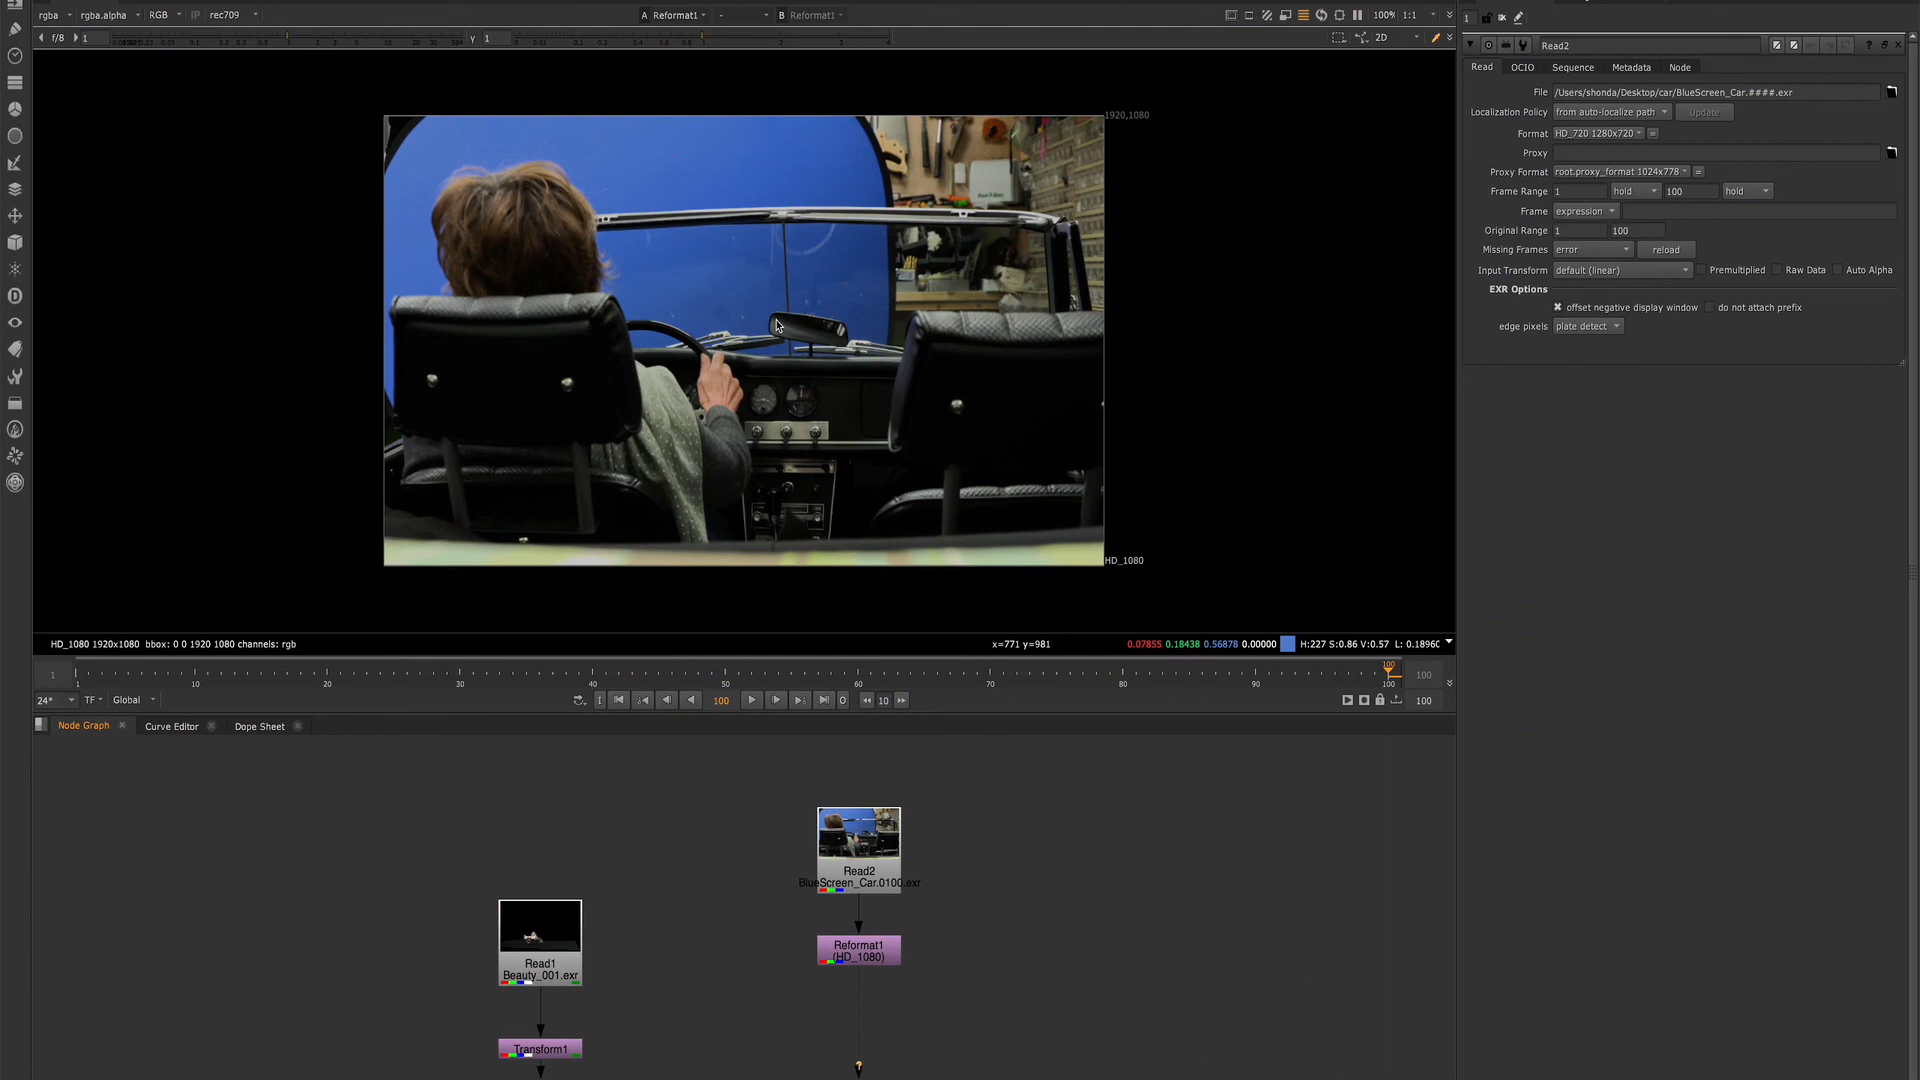 rgba rgba.alpha RGB IP rec709 A Reformat1 - B Reformat1 100% 1:1
f/8 1 Y 1 2D
1920,1080
HD_1080
HD_1080 1920x1080 bbox: 0 0 1920 1080 channels: rgb x=771 y=981 0.07855 0.18438 0.56878 0.00000 H:227 S:0.86 V:0.57 L: 0.1896
100
1 1 10 20 30 40 50 60 70 80 90 100 100
24* TF Global I 100 O 10 100
Node Graph Curve Editor Dope Sheet
Read2
BlueScreen_Car.0100.exr
Reformat1
(HD_1080)
Read1
Beauty_001.exr
Transform1
1
Read2
Read OCIO Sequence Metadata Node
File /Users/shonda/Desktop/car/BlueScreen_Car.####.exr
Localization Policy from auto-localize path Update
Format HD_720 1280x720 =
Proxy
Proxy Format root.proxy_format 1024x778 =
Frame Range 1 hold 100 hold
Frame expression
Original Range 1 100
Missing Frames error reload
Input Transform default (linear) Premultiplied Raw Data Auto Alpha
EXR Options
offset negative display window do not attach prefix
edge pixels plate detect